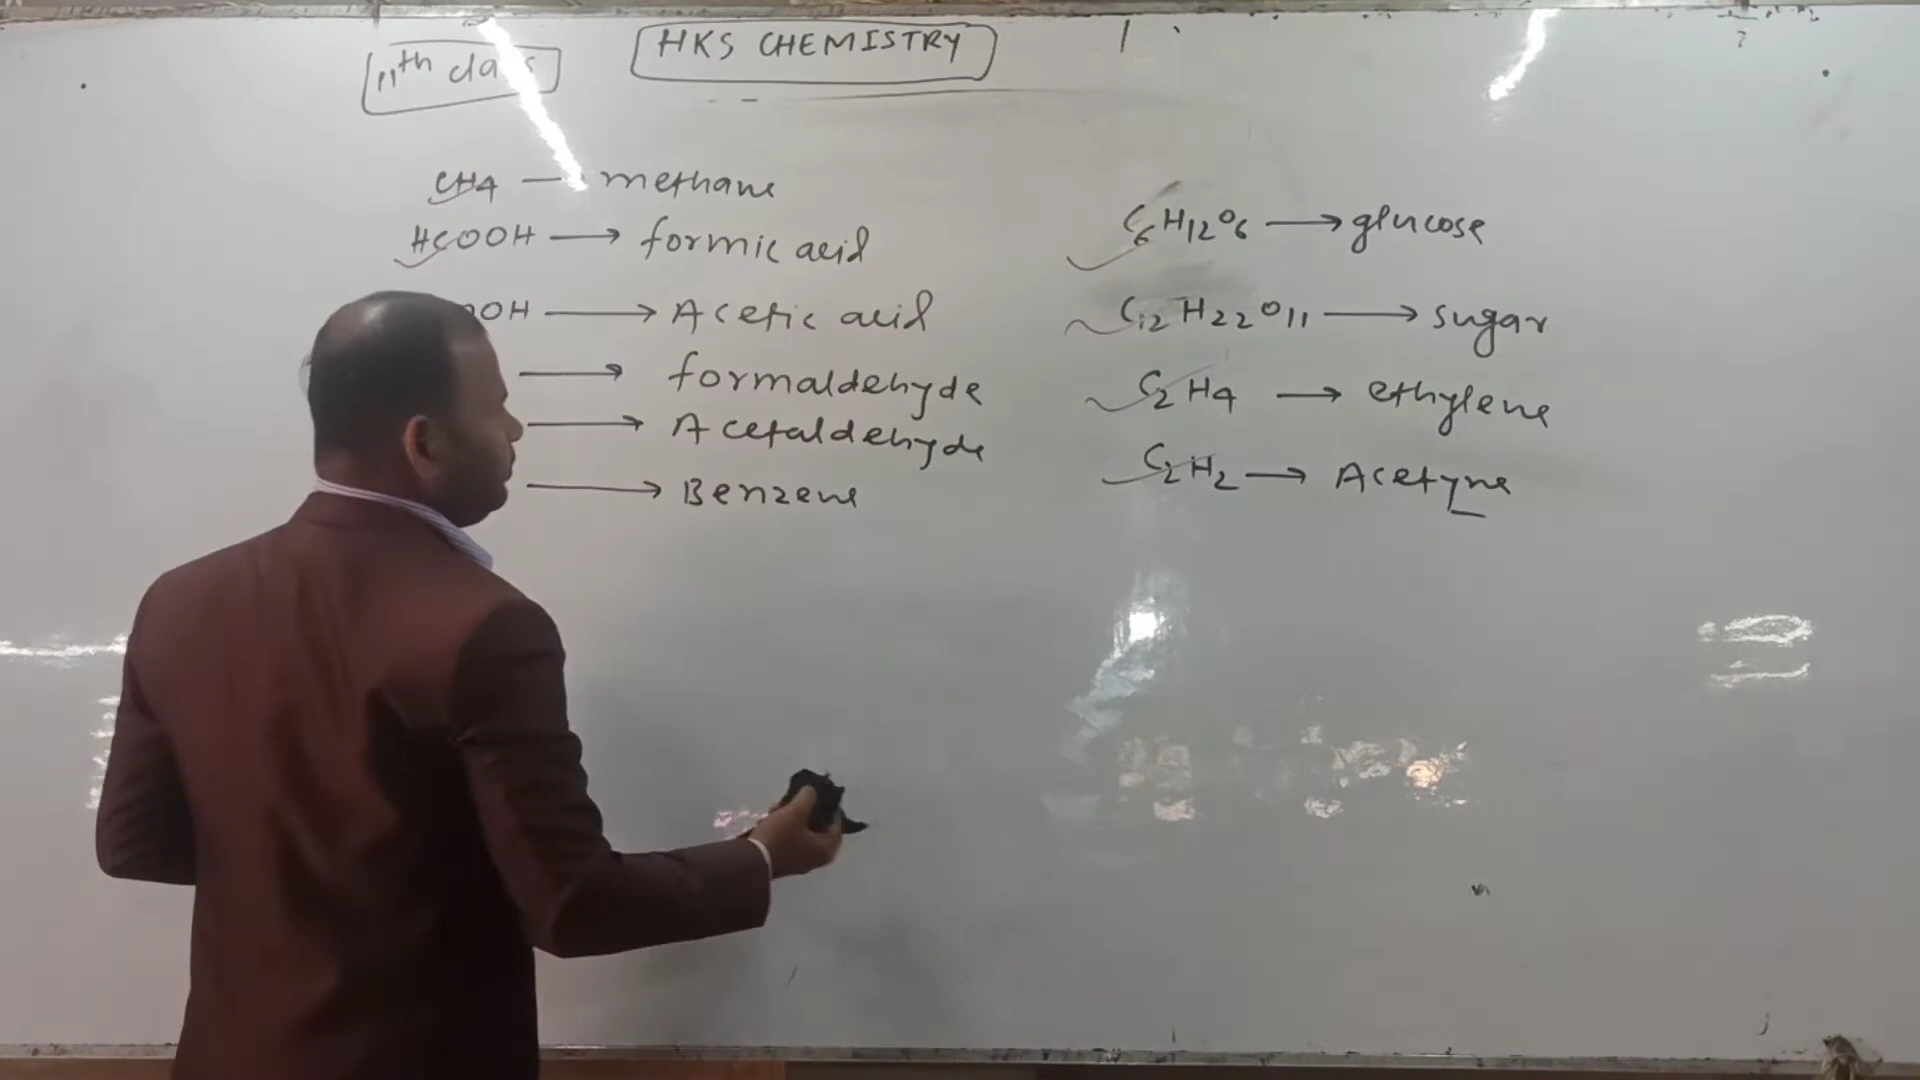 11th class
HKS CHEMISTRY
CH4 — methane
HCOOH → formic acid
OOH → Acetic acid
→ formaldehyde
→ Acetaldehyde
→ Benzene
C6H12O6 → glucose
C12H22O11 → sugar
C2H4 → ethylene
C2H2 → Acetyne